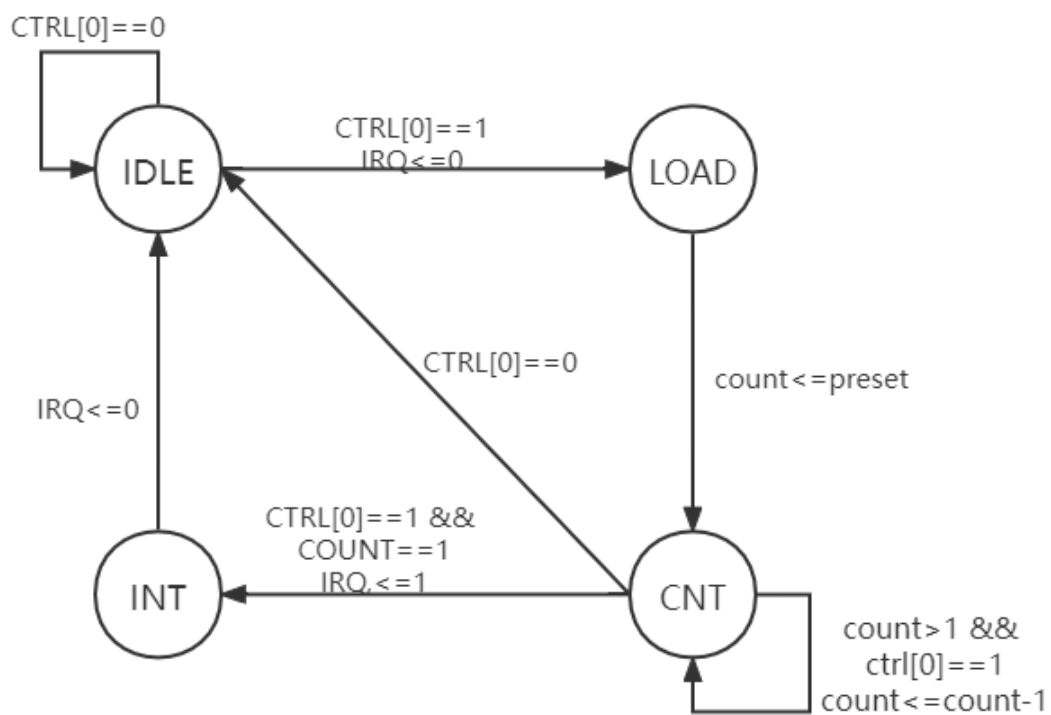 CTRL[0]==0
CTRL[0]==1
IRQ<=0
IDLE
LOAD
CTRL[0]==0
count<=preset
IRQ<=0
CTRL[0]==1 &&
COUNT==1
IRQ,<=1
INT
CNT
count>1 &&
ctrl[0]==1
count<=count-1